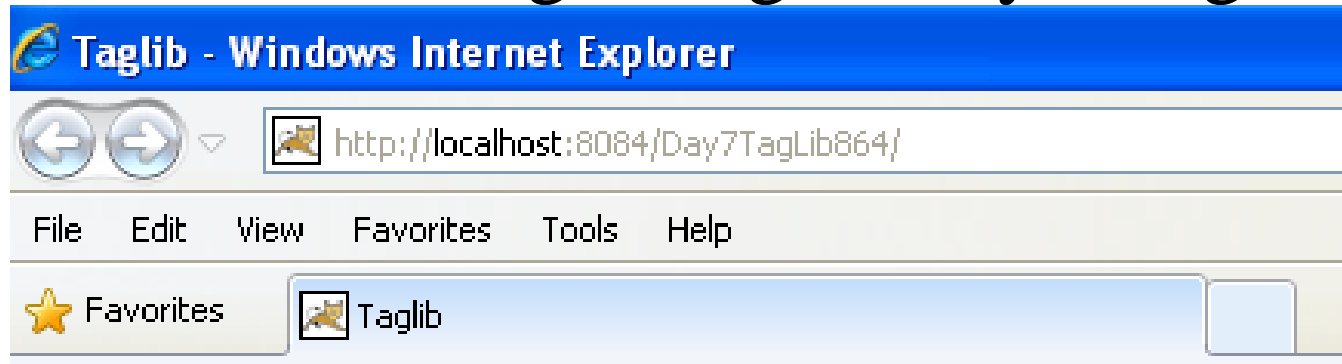 Taglib - Windows Internet Explorer
http://localhost:8084/Day7TagLib864/
File Edit View Favorites Tools Help
Favorites Taglib